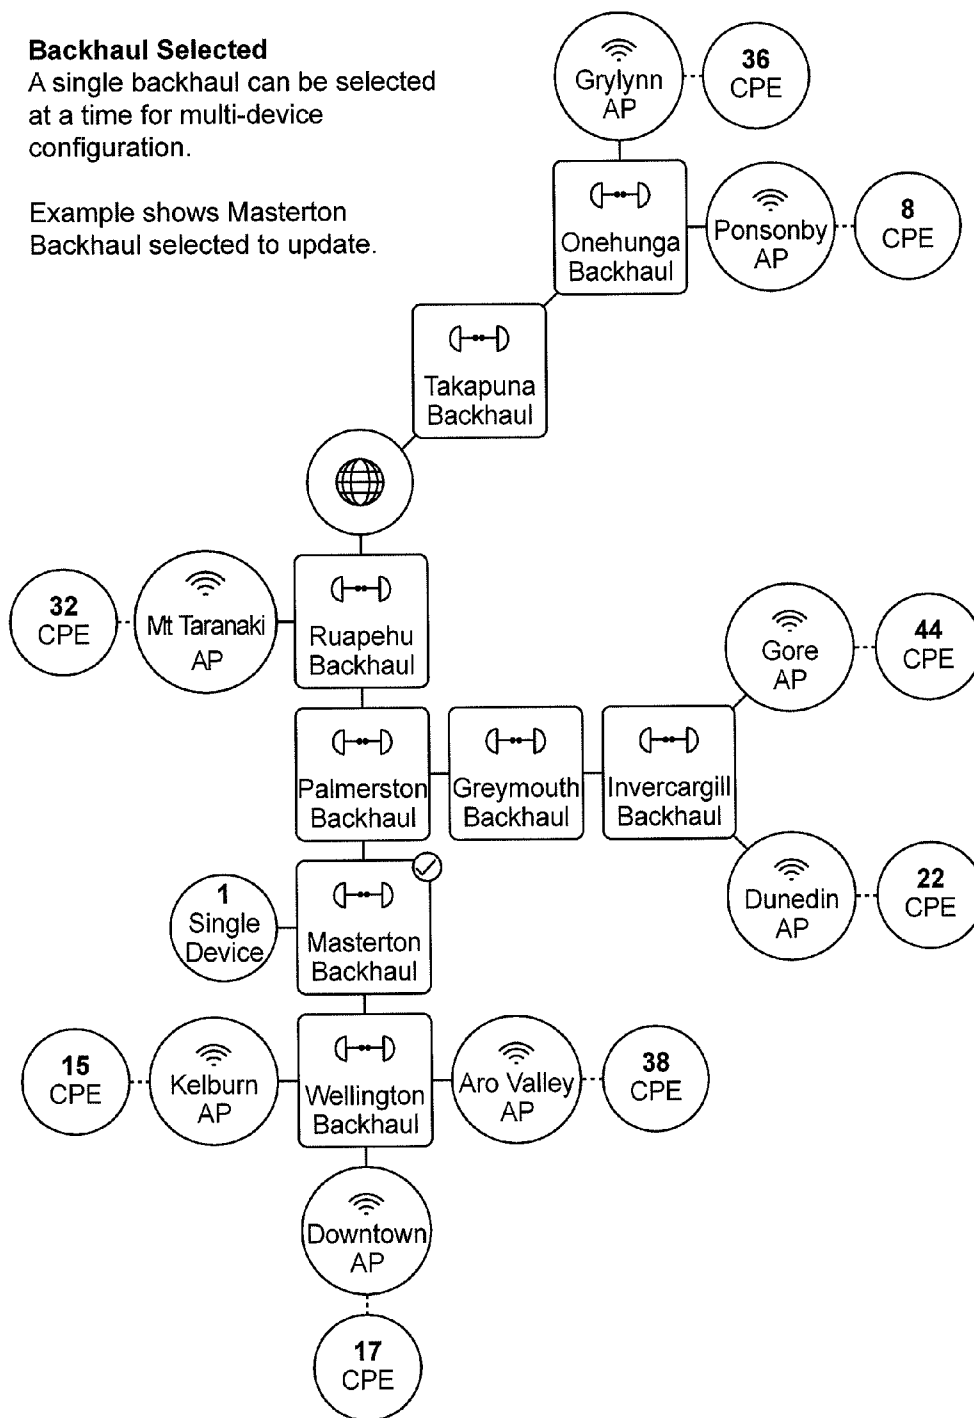 Backhaul Selected
A single backhaul can be selected
at a time for multi-device
configuration.
Example shows Masterton
Backhaul selected to update.
Grylynn
AP
36
CPE
Onehunga
Backhaul
Ponsonby
AP
8
CPE
Takapuna
Backhaul
32
CPE
Mt Taranaki
AP
Ruapehu
Backhaul
Gore
AP
44
CPE
Palmerston
Backhaul
Greymouth
Backhaul
Invercargill
Backhaul
Dunedin
AP
22
CPE
1
Single
Device
Masterton
Backhaul
15
CPE
Kelburn
AP
Wellington
Backhaul
Aro Valley
AP
38
CPE
Downtown
AP
17
CPE